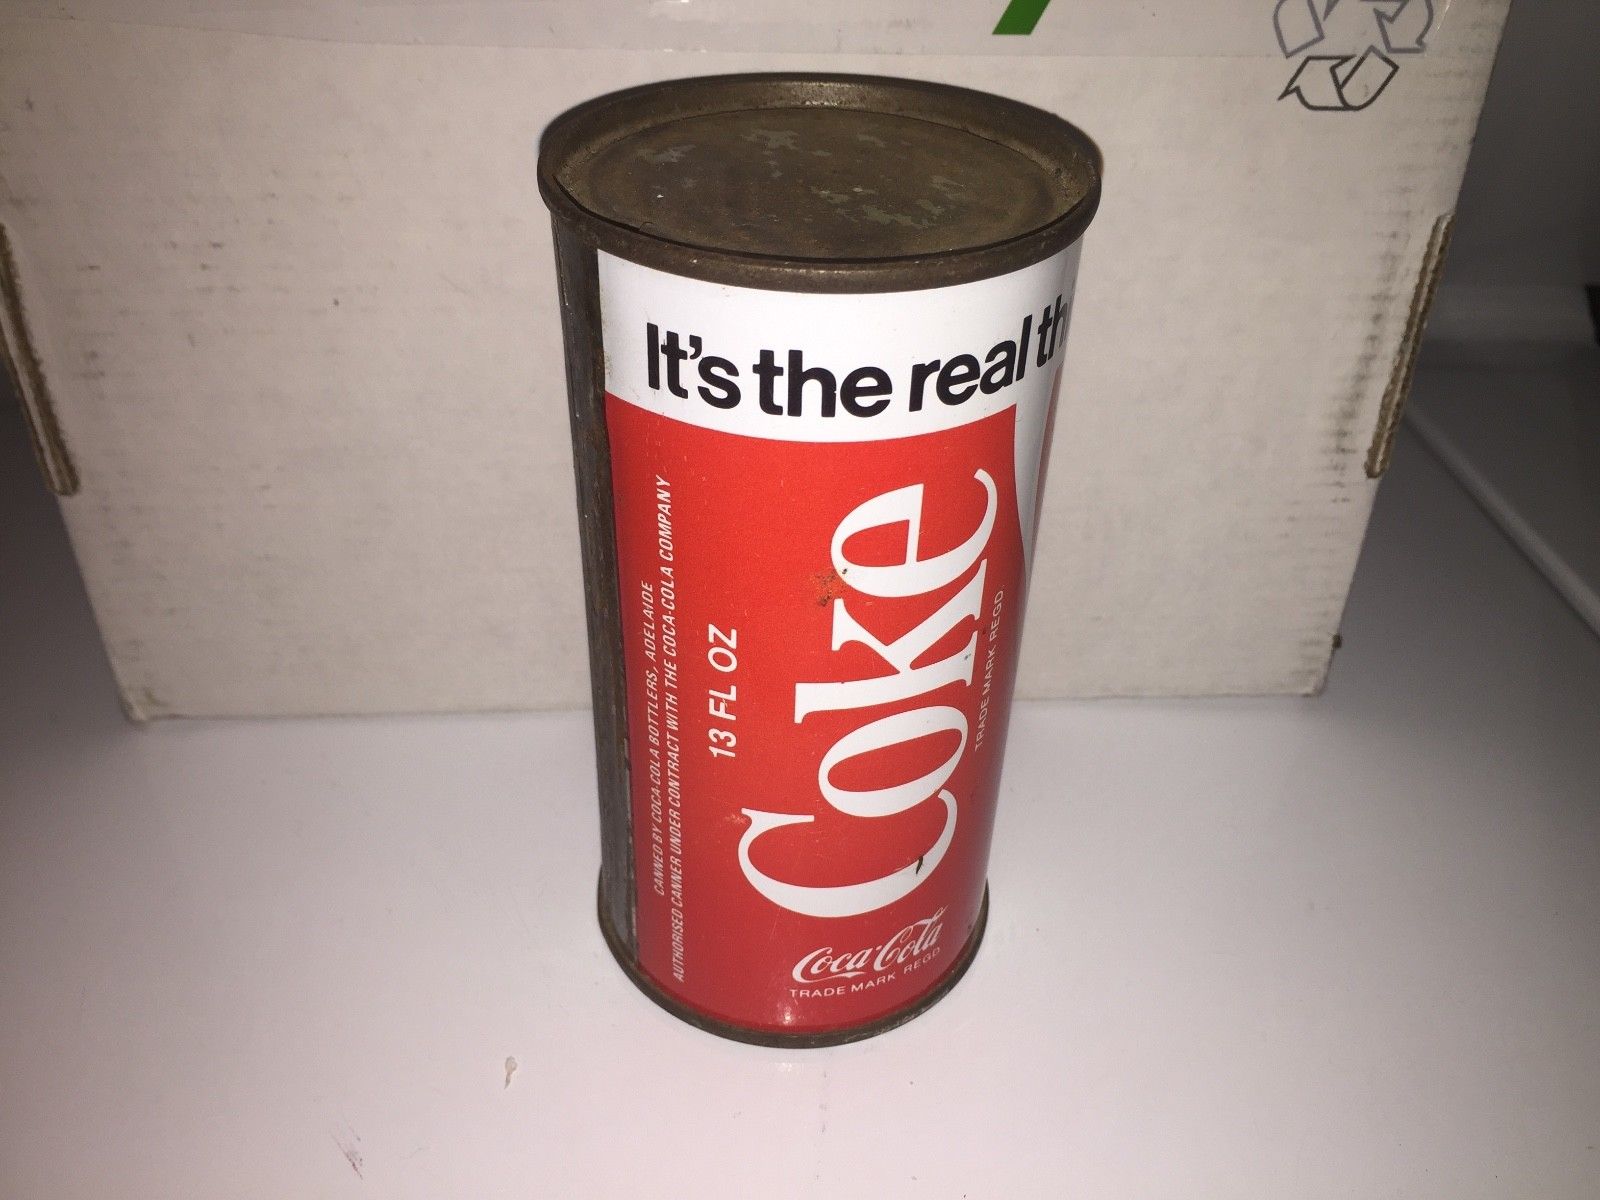 It's the real th
CANNED BY COCA-COLA BOTTLERS, ADELAIDE
AUTHORISED CANNER UNDER CONTRACT WITH THE COCA-COLA COMPANY
13 FL OZ
Coke
TRADE MARK REGD
Coca-Cola
TRADE MARK REGD